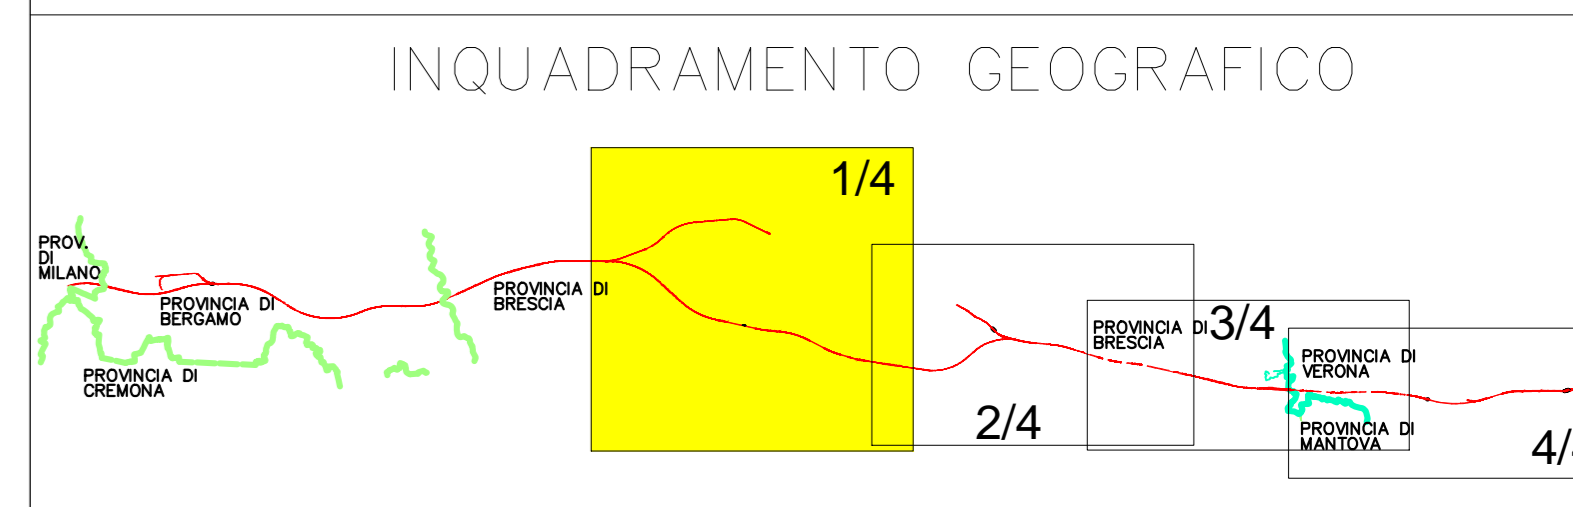 INQUADRAMENTO GEOGRAFICO
1/4
PROV.
DI
MILANO
PROVINCIA DI
BERGAMO
PROVINCIA DI
CREMONA
PROVINCIA DI
BRESCIA
2/4
PROVINCIA DI
BRESCIA
3/4
PROVINCIA DI
VERONA
PROVINCIA DI
MANTOVA
4/